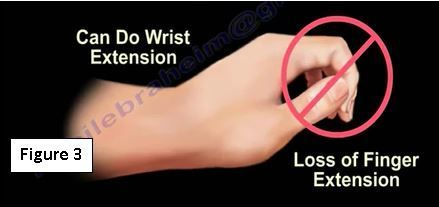 Can Do Wrist
Extension
Figure 3
Loss of Finger
Extension